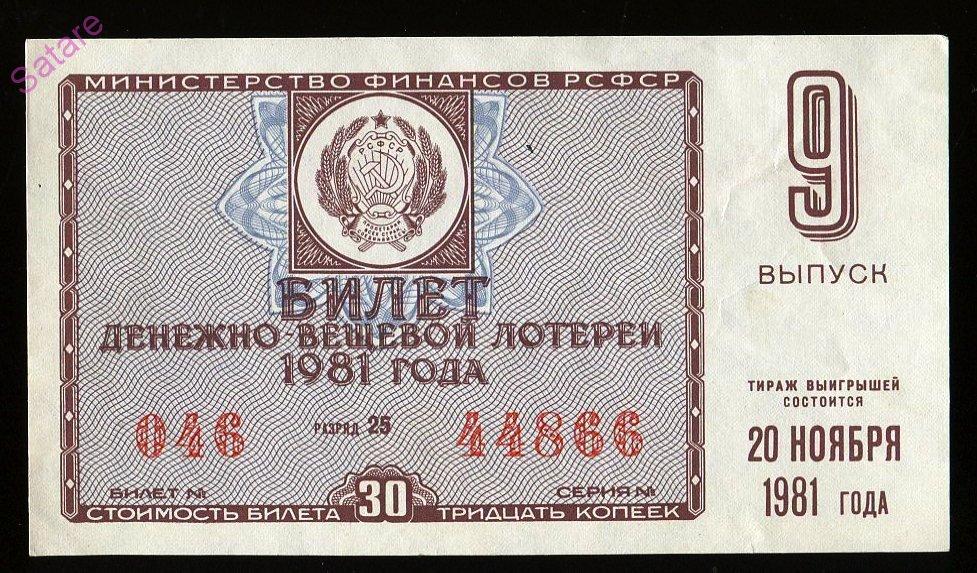 Satare
МИНИСТЕРСТВО ФИНАНСОВ РСФСР
РСФСР
БИЛЕТ
ДЕНЕЖНО-ВЕЩЕВОЙ ЛОТЕРЕИ
1981 ГОДА
046 РАЗРЯД 25 44866
БИЛЕТ № СЕРИЯ №
СТОИМОСТЬ БИЛЕТА 30 ТРИДЦАТЬ КОПЕЕК
9
ВЫПУСК
ТИРАЖ ВЫИГРЫШЕЙ
СОСТОИТСЯ
20 НОЯБРЯ
1981 ГОДА